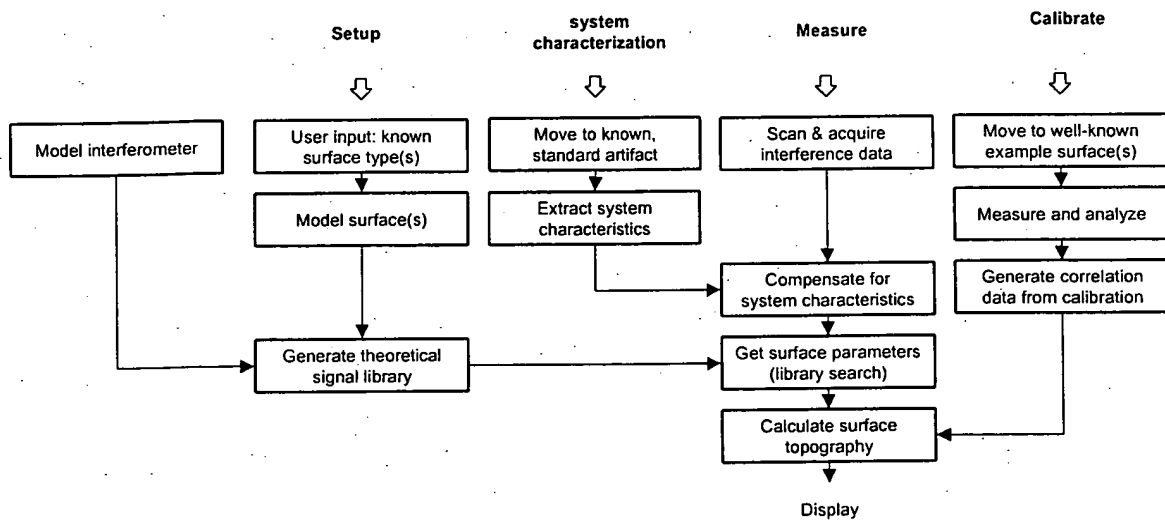 Setup
system
characterization
Measure
Calibrate
Model interferometer
User input: known
surface type(s)
Model surface(s)
Generate theoretical
signal library
Move to known,
standard artifact
Extract system
characteristics
Scan & acquire
interference data
Compensate for
system characteristics
Get surface parameters
(library search)
Calculate surface
topography
Display
Move to well-known
example surface(s)
Measure and analyze
Generate correlation
data from calibration